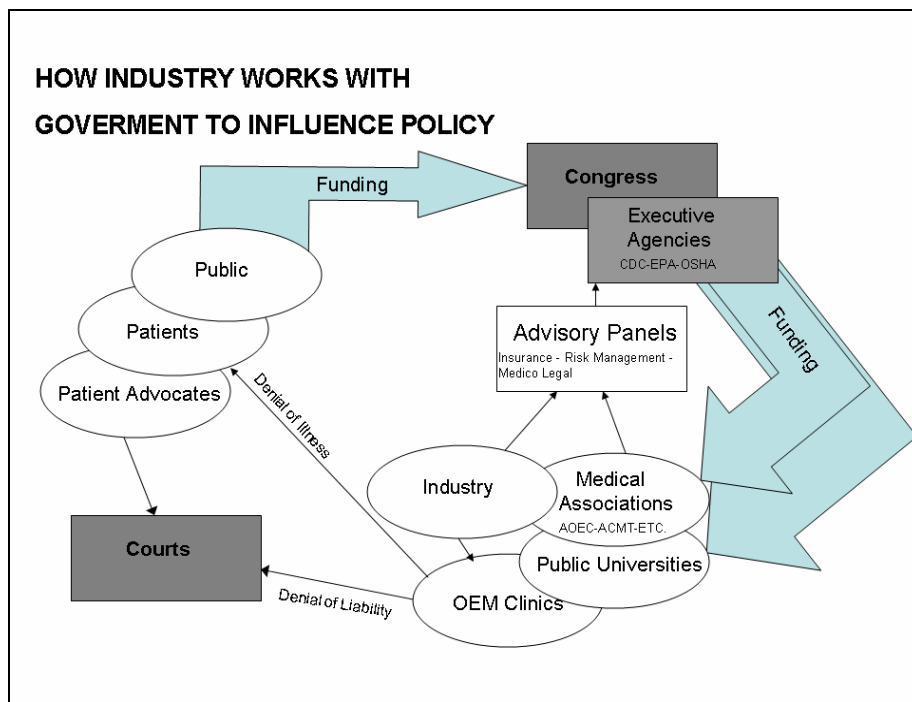 HOW INDUSTRY WORKS WITH
GOVERMENT TO INFLUENCE POLICY
Funding
Congress
Executive
Agencies
CDC-EPA-OSHA
Public
Patients
Patient Advocates
Advisory Panels
Insurance - Risk Management -
Medico Legal
Funding
Denial of Illness
Industry
Medical
Associations
AOEC-ACMT-ETC.
Public Universities
OEM Clinics
Courts
Denial of Liability